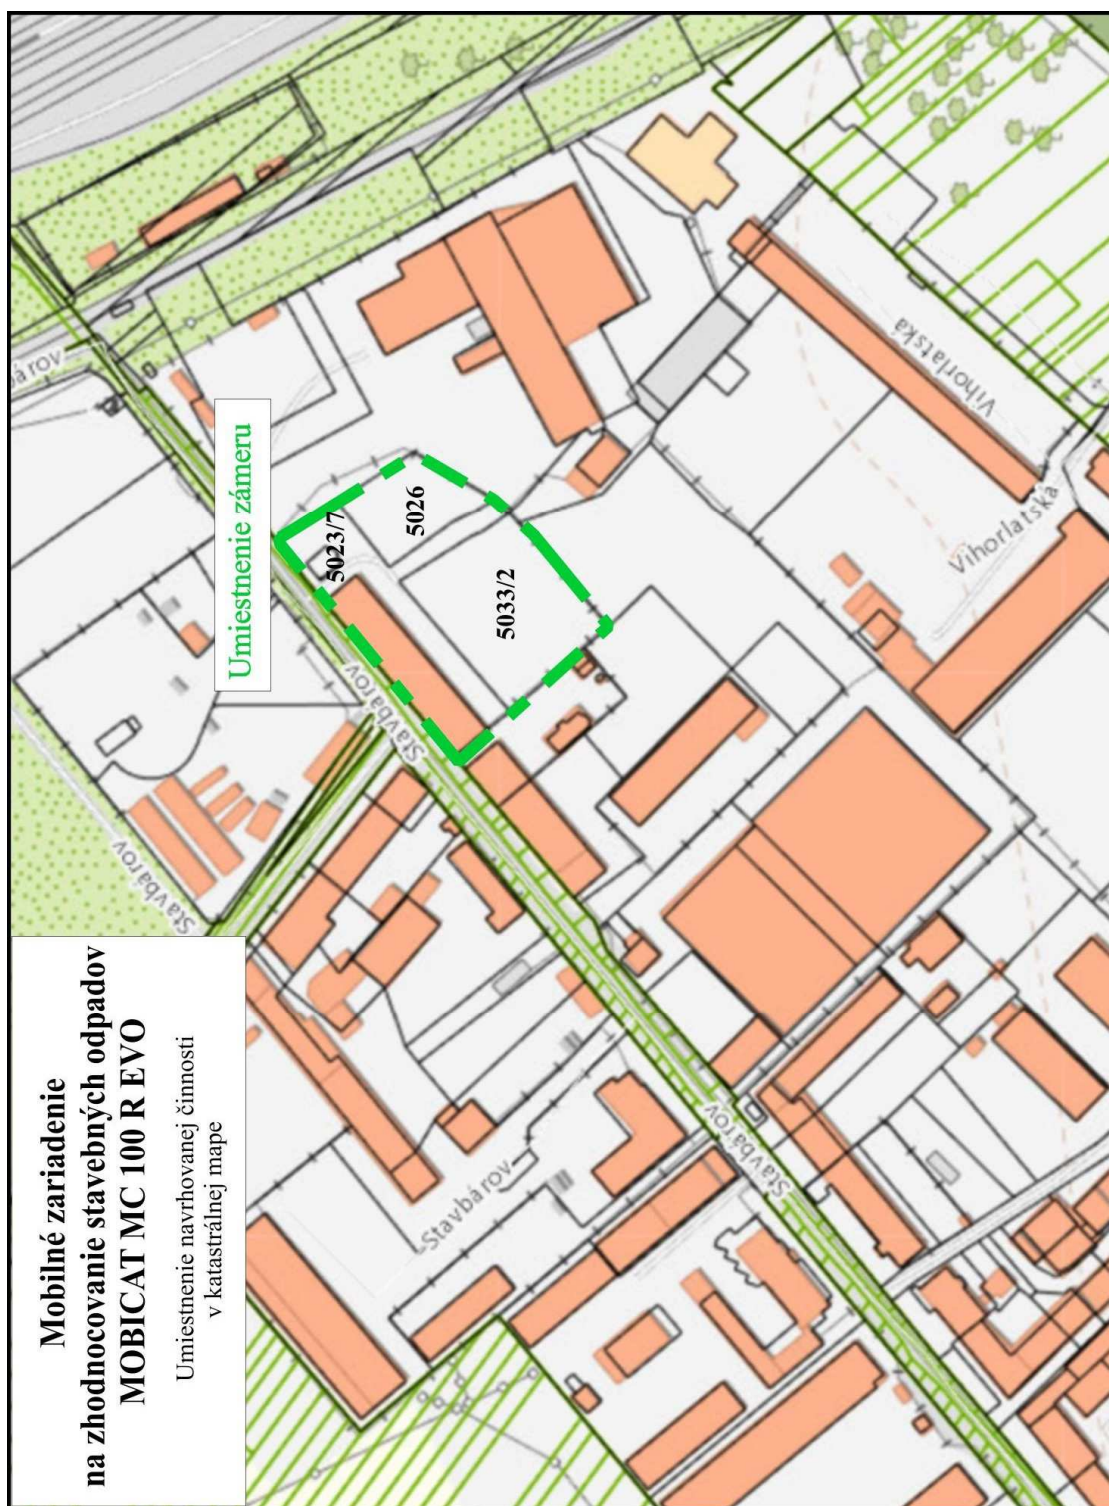 Mobilné zariadenie
na zhodnocovanie stavebných odpadov
MOBICAT MC 100 R EVO
Umiestnenie navrhovanej činnosti
v katastrálnej mape
Umiestnenie zámeru
5023/7
5026
5033/2
Stavbárov
Stavbárov
Stavbárov
Stavbárov
bárov
Vihorlatská
Vihorlatská